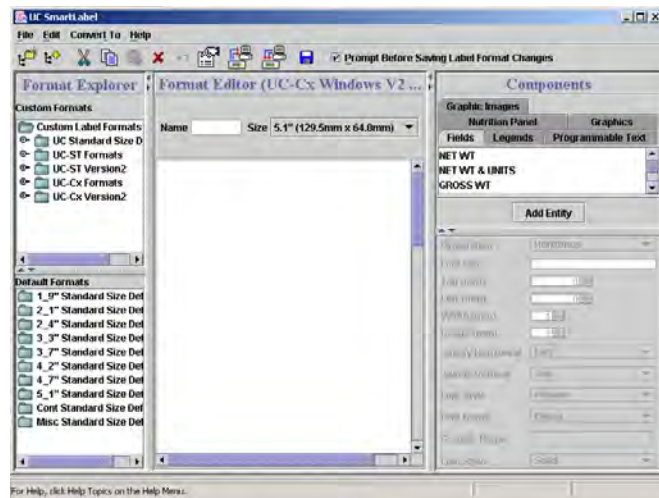 UC SmartLabel
File Edit Convert To Help
Prompt Before Saving Label Format Changes
Format Explorer
Custom Formats
Custom Label Formats
UC Standard Size D
UC-ST Formats
UC-ST Version2
UC-Cx Formats
UC-Cx Version2
Default Formats
1_9" Standard Size Def
2_1" Standard Size Def
2_4" Standard Size Def
3_3" Standard Size Def
3_7" Standard Size Def
4_2" Standard Size Def
4_7" Standard Size Def
5_1" Standard Size Def
Cont Standard Size Def
Misc Standard Size Def
Format Editor (UC-Cx Windows V2 ...
Name Size 5.1" (129.5mm x 64.0mm)
Components
Graphic Images
Nutrition Panel Graphics
Fields Legends Programmable Text
NET WT
NET WT & UNITS
GROSS WT
Add Entity
Horizontal
For Help, click Help Topics on the Help Menu.